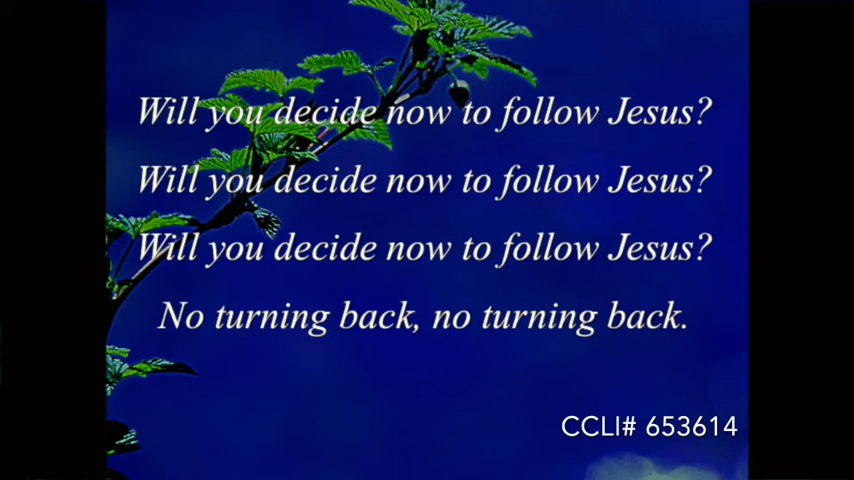 Will you decide now to follow Jesus?
Will you decide now to follow Jesus?
Will you decide now to follow Jesus?
No turning back, no turning back.
CCLI# 653614